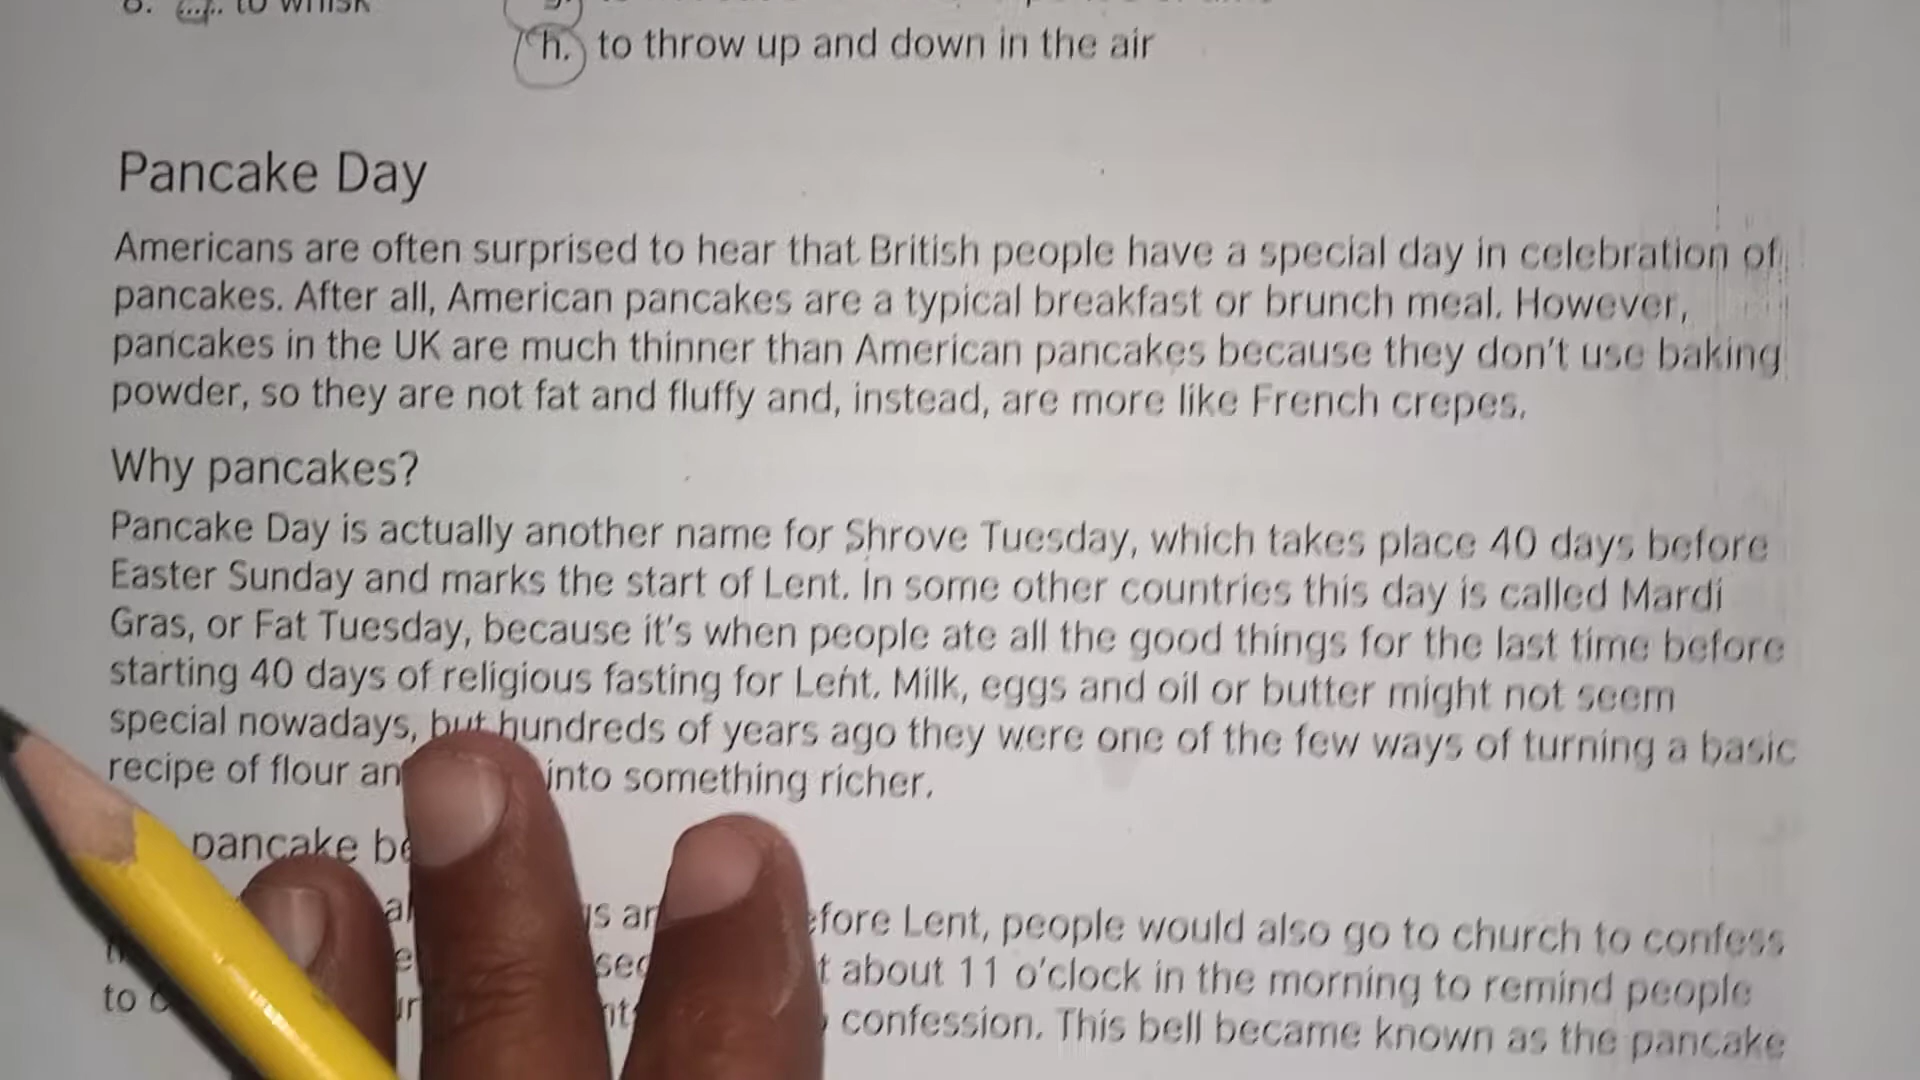 to whisk
h. to throw up and down in the air
Pancake Day
Americans are often surprised to hear that British people have a special day in celebration of
pancakes. After all, American pancakes are a typical breakfast or brunch meal. However,
pancakes in the UK are much thinner than American pancakes because they don't use baking
powder, so they are not fat and fluffy and, instead, are more like French crepes.
Why pancakes?
Pancake Day is actually another name for Shrove Tuesday, which takes place 40 days before
Easter Sunday and marks the start of Lent. In some other countries this day is called Mardi
Gras, or Fat Tuesday, because it's when people ate all the good things for the last time before
starting 40 days of religious fasting for Lent. Milk, eggs and oil or butter might not seem
special nowadays, but hundreds of years ago they were one of the few ways of turning a basic
recipe of flour into something richer.
pancake
before Lent, people would also go to church to confess
about 11 o'clock in the morning to remind people
to confession. This bell became known as the pancake